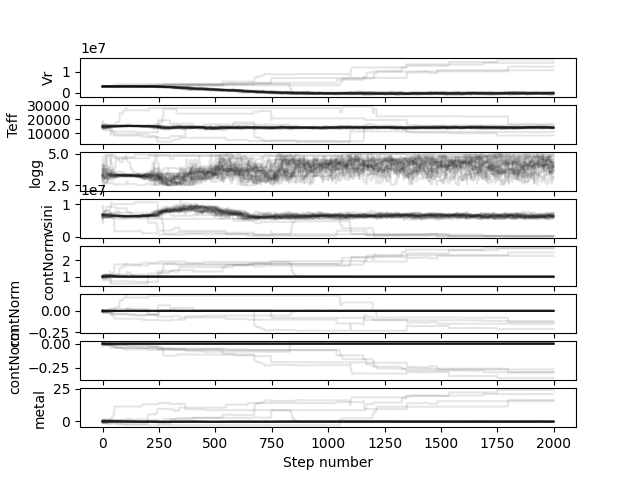 1e7
Vr
1
0
Teff
30000
20000
10000
logg
5.0
2.5
1e7
vsini
1
0
contNorm
2
1
contNorm
0.00
−0.25
contNorm
0.00
−0.25
metal
25
0
0 250 500 750 1000 1250 1500 1750 2000
Step number